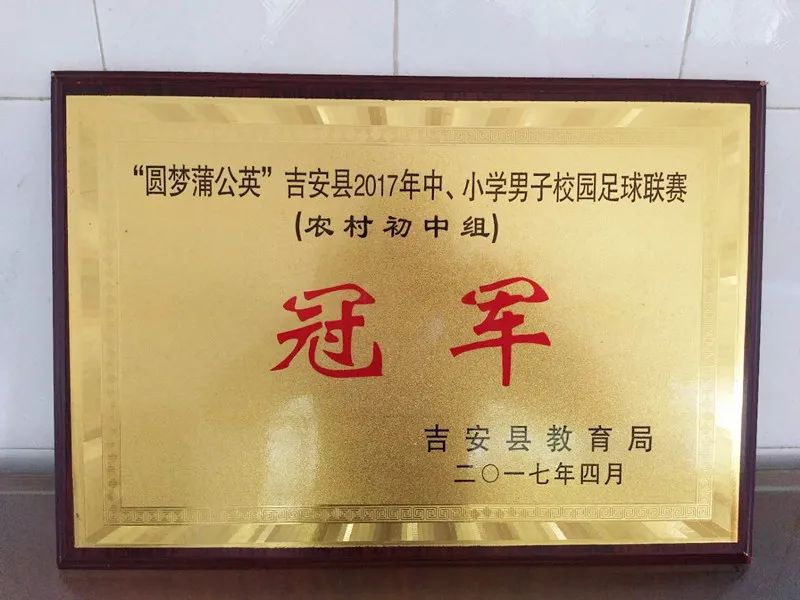 “圆梦蒲公英”吉安县2017年中、小学男子校园足球联赛
(农村初中组)
冠军
吉安县教育局
二〇一七年四月